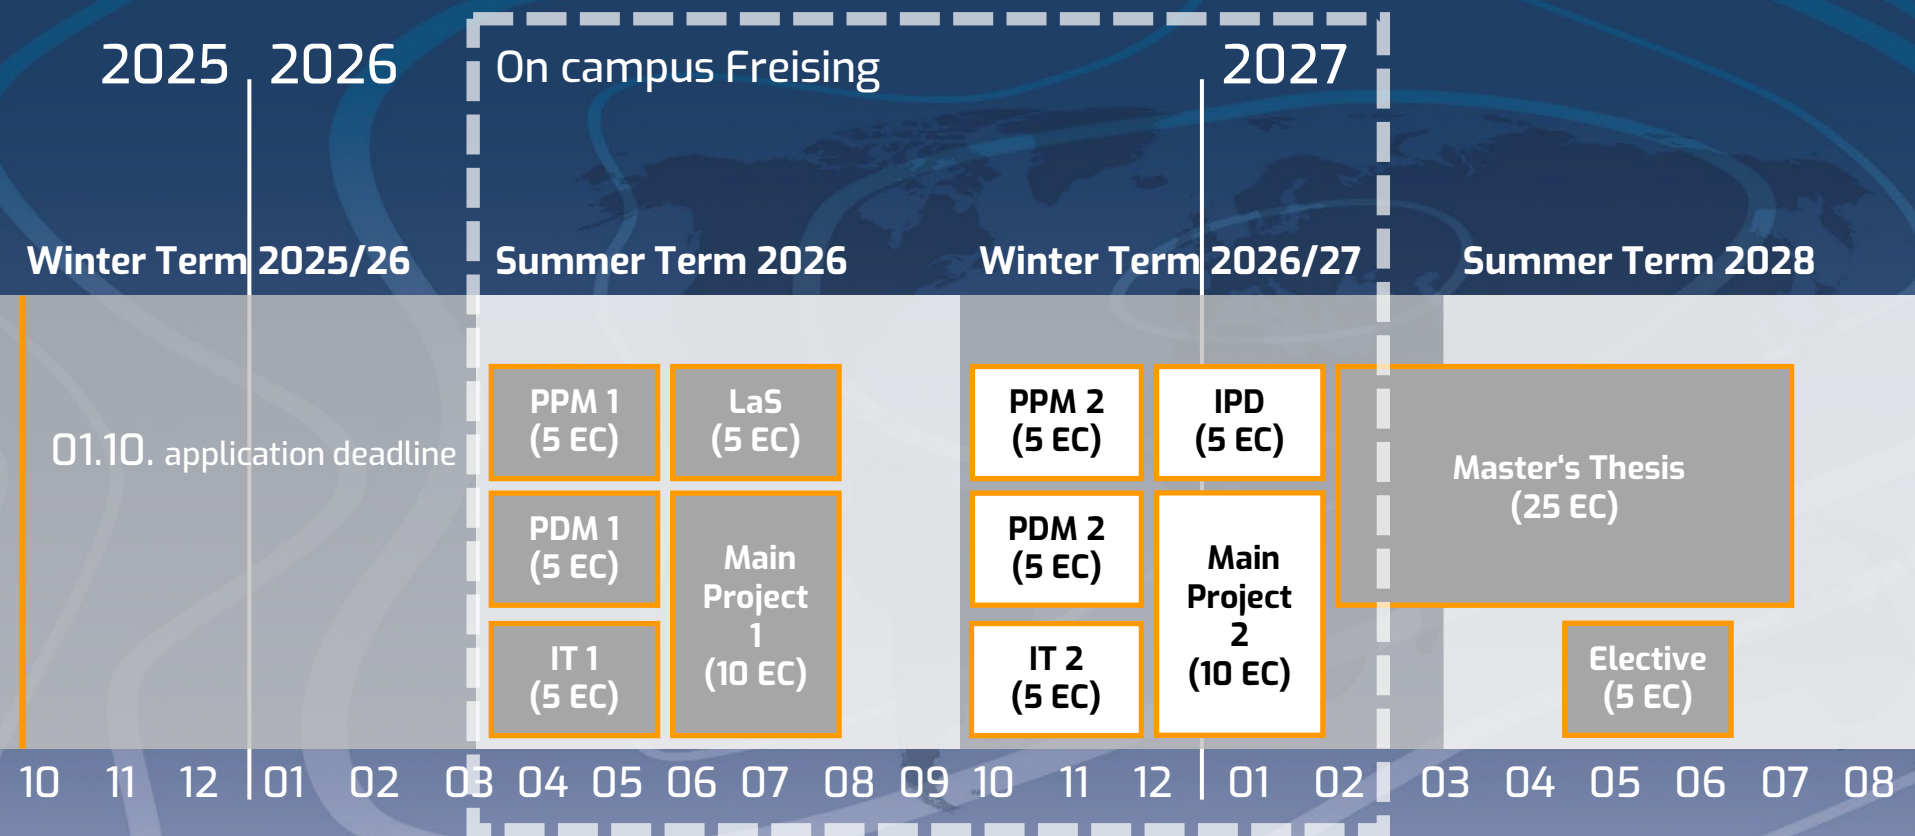 2025 2026
On campus Freising
2027
Winter Term 2025/26
Summer Term 2026
Winter Term 2026/27
Summer Term 2028
01.10. application deadline
PPM 1
(5 EC)
LaS
(5 EC)
PDM 1
(5 EC)
Main
Project
1
(10 EC)
IT 1
(5 EC)
PPM 2
(5 EC)
IPD
(5 EC)
PDM 2
(5 EC)
Main
Project
2
(10 EC)
IT 2
(5 EC)
Master‘s Thesis
(25 EC)
Elective
(5 EC)
10 11 12 01 02 03 04 05 06 07 08 09 10 11 12 01 02 03 04 05 06 07 08